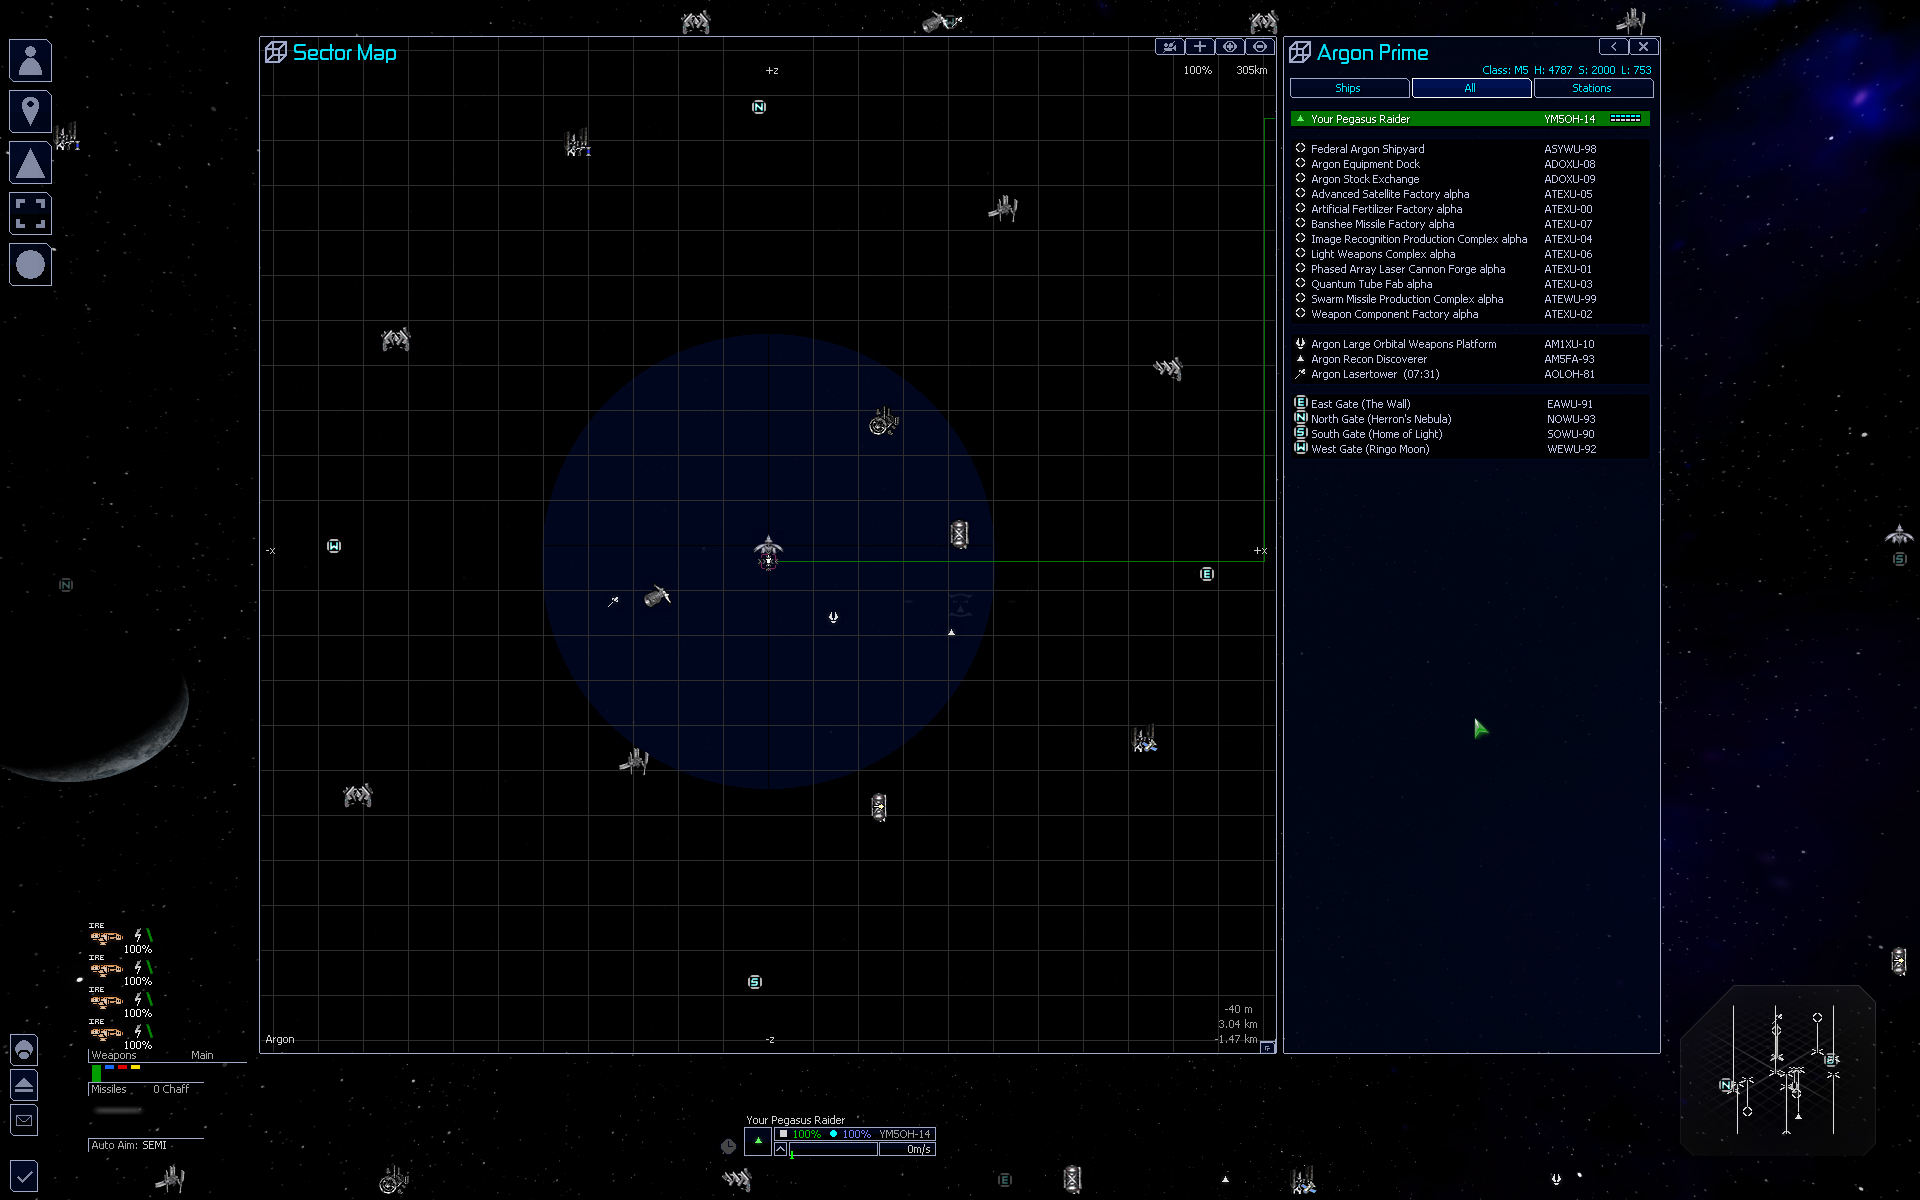 Sector Map
+z
100% 305km
N
W
-x
+x
E
S
-40 m
3.04 km
-1.47 km
Argon
-z
Argon Prime
Class: M5 H: 4787 S: 2000 L: 753
Ships All Stations
Your Pegasus Raider YM5OH-14
Federal Argon Shipyard ASYWU-98
Argon Equipment Dock ADOXU-08
Argon Stock Exchange ADOXU-09
Advanced Satellite Factory alpha ATEXU-05
Artificial Fertilizer Factory alpha ATEXU-00
Banshee Missile Factory alpha ATEXU-07
Image Recognition Production Complex alpha ATEXU-04
Light Weapons Complex alpha ATEXU-06
Phased Array Laser Cannon Forge alpha ATEXU-01
Quantum Tube Fab alpha ATEXU-03
Swarm Missile Production Complex alpha ATEWU-99
Weapon Component Factory alpha ATEXU-02
Argon Large Orbital Weapons Platform AM1XU-10
Argon Recon Discoverer AM5FA-93
Argon Lasertower (07:31) AOLOH-81
E East Gate (The Wall) EAWU-91
N North Gate (Herron's Nebula) NOWU-93
S South Gate (Home of Light) SOWU-90
W West Gate (Ringo Moon) WEWU-92
N
S
IRE
100%
IRE
100%
IRE
100%
IRE
100%
Weapons Main
Missiles 0 Chaff
Auto Aim: SEMI
Your Pegasus Raider
100% 100% YM5OH-14
0m/s
E
N